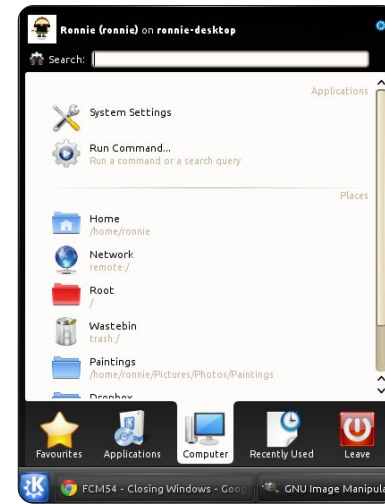 Ronnie (ronnie) on ronnie-desktop
Search:
Applications
System Settings
Run Command...
Run a command or a search query
Places
Home
/home/ronnie
Network
remote:/
Root
/
Wastebin
trash:/
Paintings
/home/ronnie/Pictures/Photos/Paintings
Dropbox
Favourites Applications Computer Recently Used Leave
FCM54 - Closing Windows - Goog GNU Image Manipula